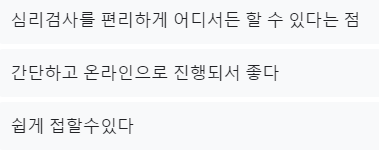 심리검사를 편리하게 어디서든 할 수 있다는 점
간단하고 온라인으로 진행되서 좋다
쉽게 접할수있다